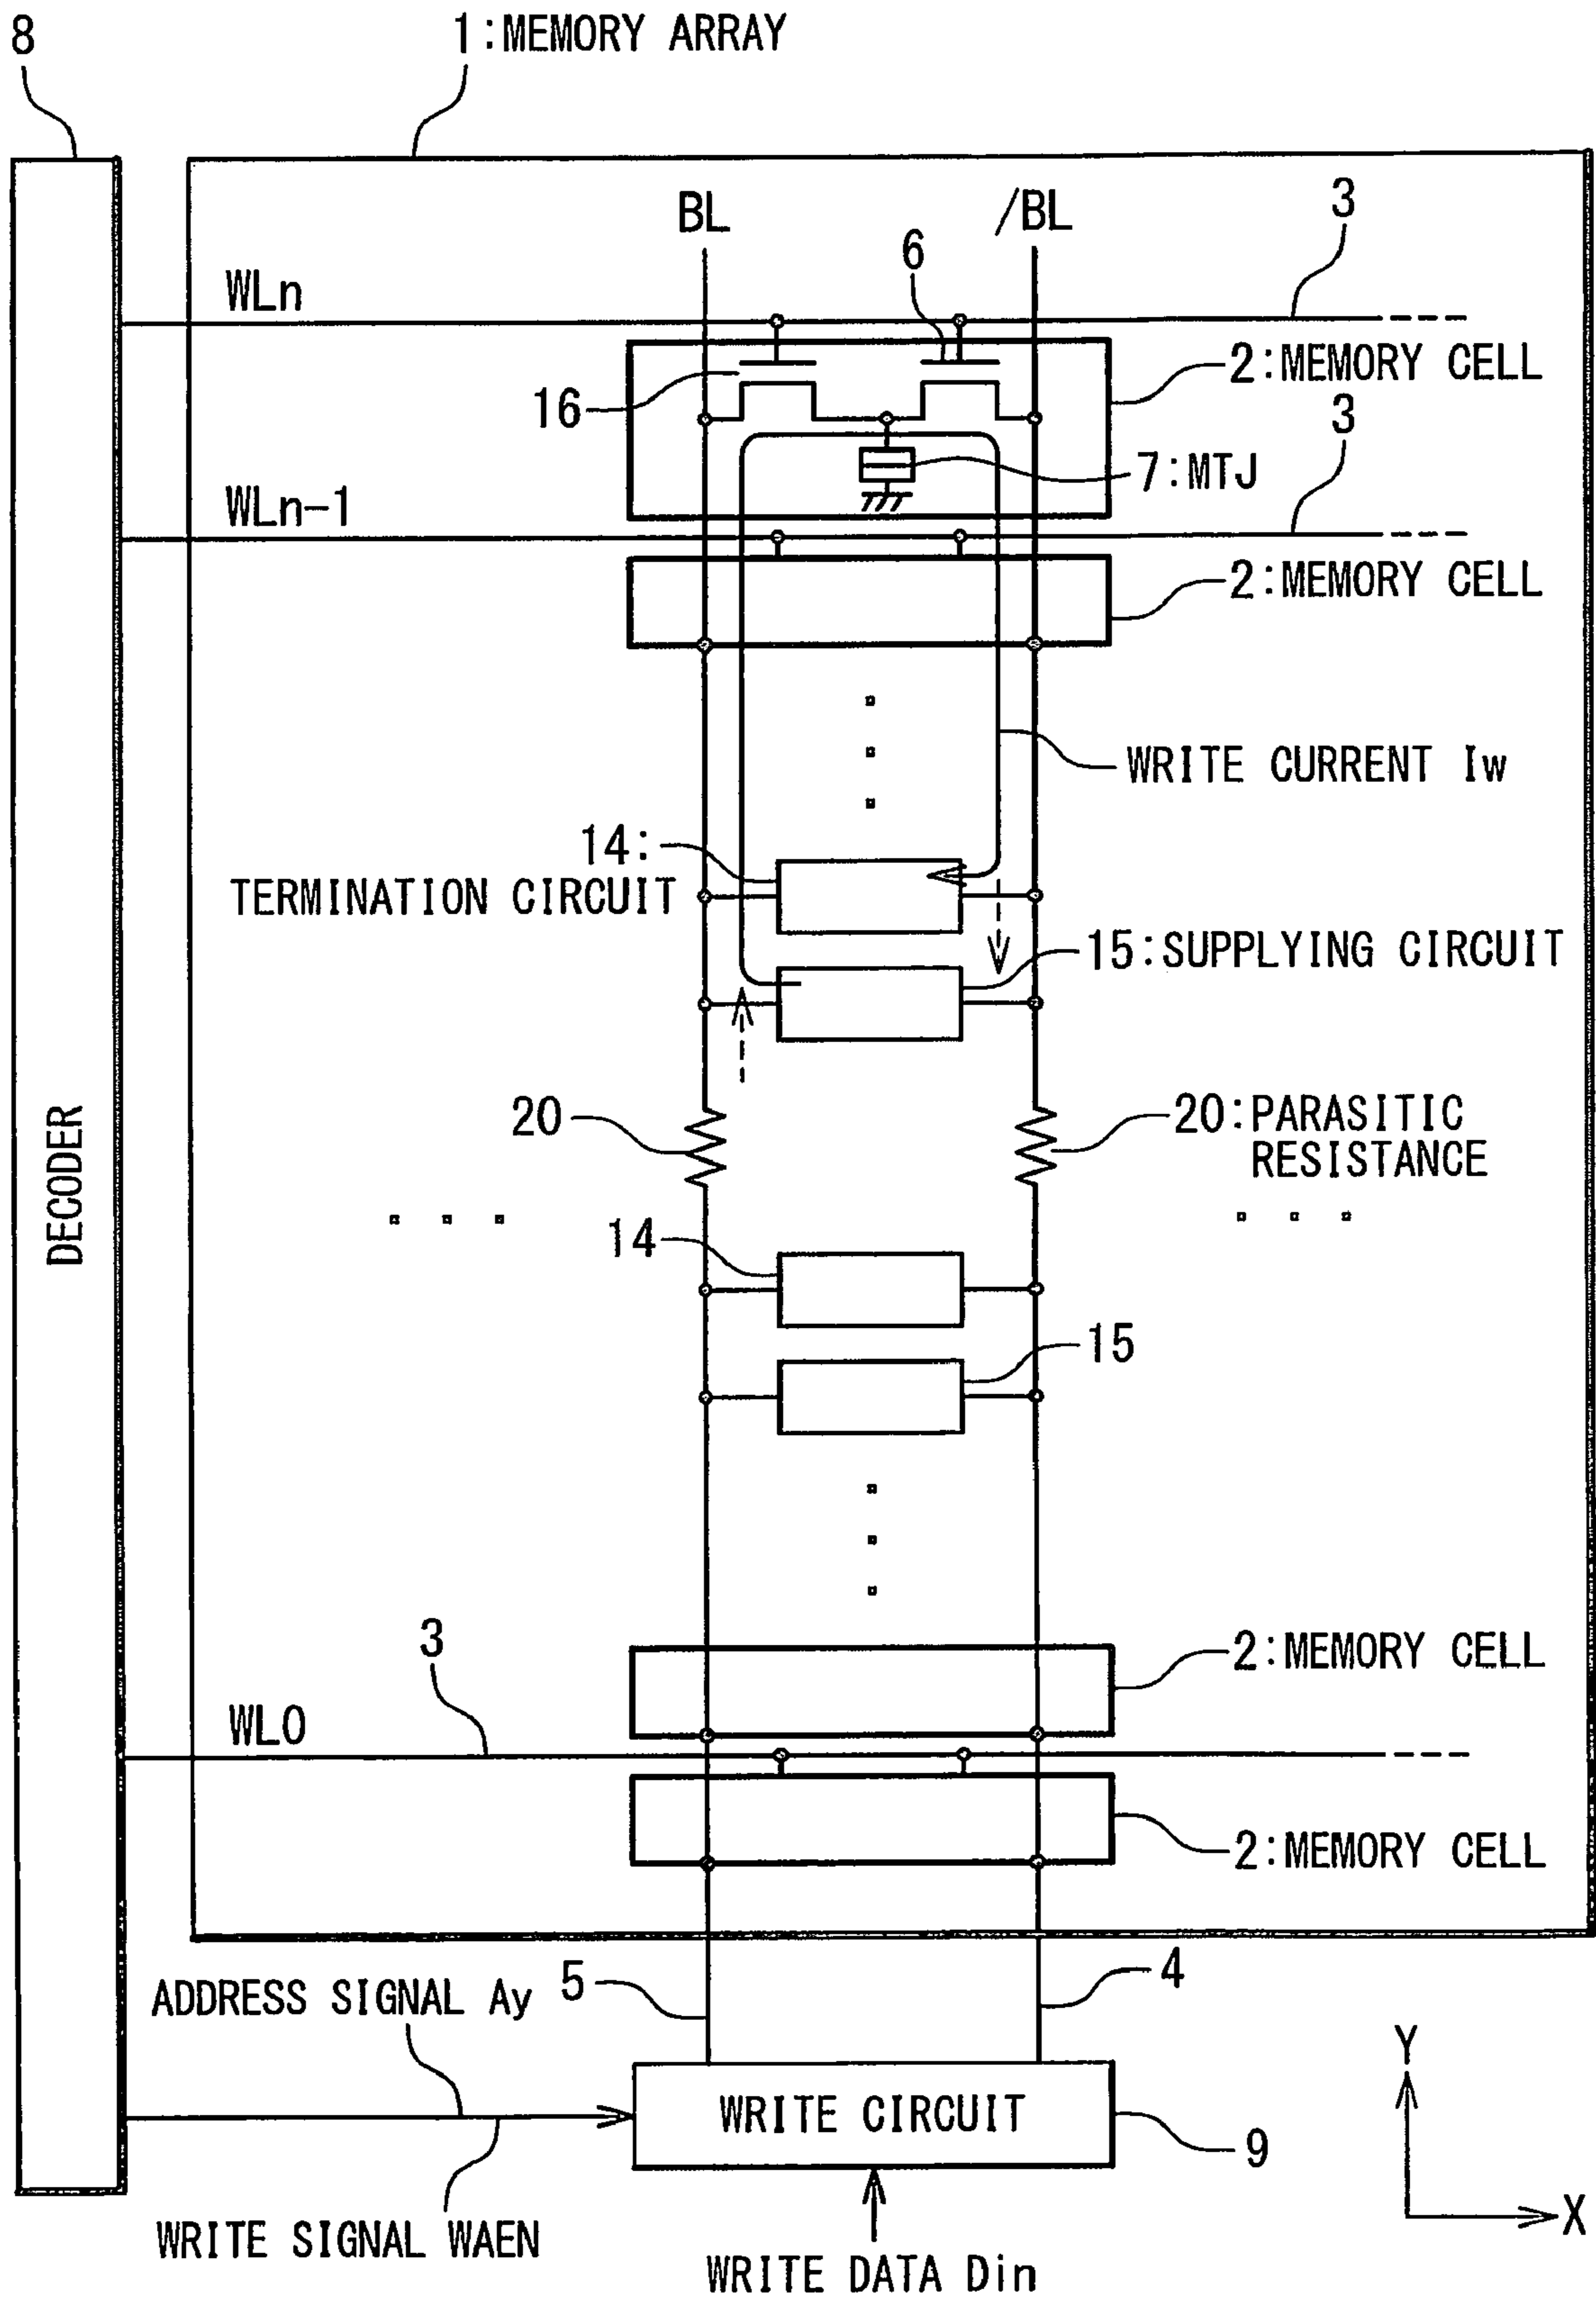 8
1:MEMORY ARRAY
BL
/BL
3
6
WLn
2:MEMORY CELL
16
3
7:MTJ
WLn-1
2:MEMORY CELL
WRITE CURRENT Iw
14:
TERMINATION CIRCUIT
15:SUPPLYING CIRCUIT
20
20:PARASITIC
RESISTANCE
DECODER
14
15
3
2:MEMORY CELL
WL0
2:MEMORY CELL
ADDRESS SIGNAL Ay
5
4
Y
WRITE CIRCUIT
9
X
WRITE SIGNAL WAEN
WRITE DATA Din